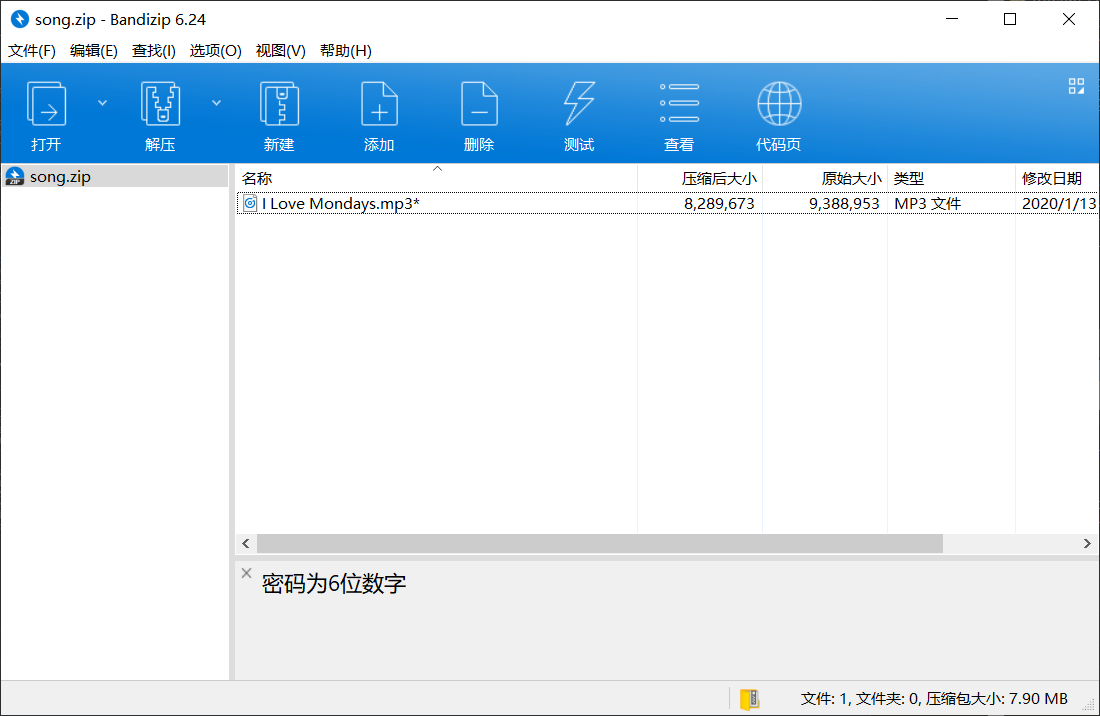 song.zip - Bandizip 6.24
文件(F) 编辑(E) 查找(I) 选项(O) 视图(V) 帮助(H)
打开 解压 新建 添加 删除 测试 查看 代码页
song.zip
名称 压缩后大小 原始大小 类型 修改日期
I Love Mondays.mp3* 8,289,673 9,388,953 MP3 文件 2020/1/13
密码为6位数字
文件: 1, 文件夹: 0, 压缩包大小: 7.90 MB